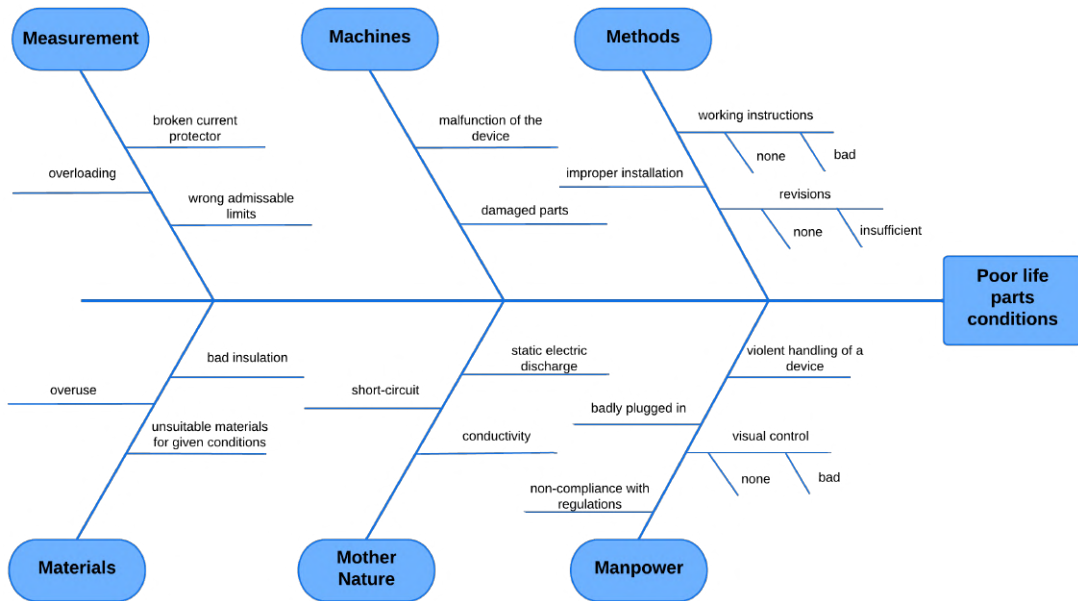 Measurement
Machines
Methods
broken current
protector
overloading
wrong admissable
limits
malfunction of the
device
improper installation
damaged parts
working instructions
none
bad
revisions
none
insufficient
Poor life
parts
conditions
bad insulation
overuse
unsuitable materials
for given conditions
static electric
discharge
short-circuit
conductivity
violent handling of a
device
badly plugged in
visual control
none
bad
non-compliance with
regulations
Materials
Mother
Nature
Manpower